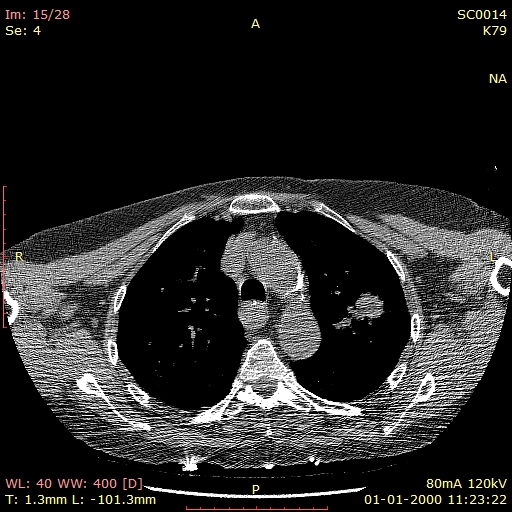 Im: 15/28
Se: 4
A
SC0014
K79
NA
R
L
WL: 40 WW: 400 [D]
T: 1.3mm L: -101.3mm
P
80mA 120kV
01-01-2000 11:23:22